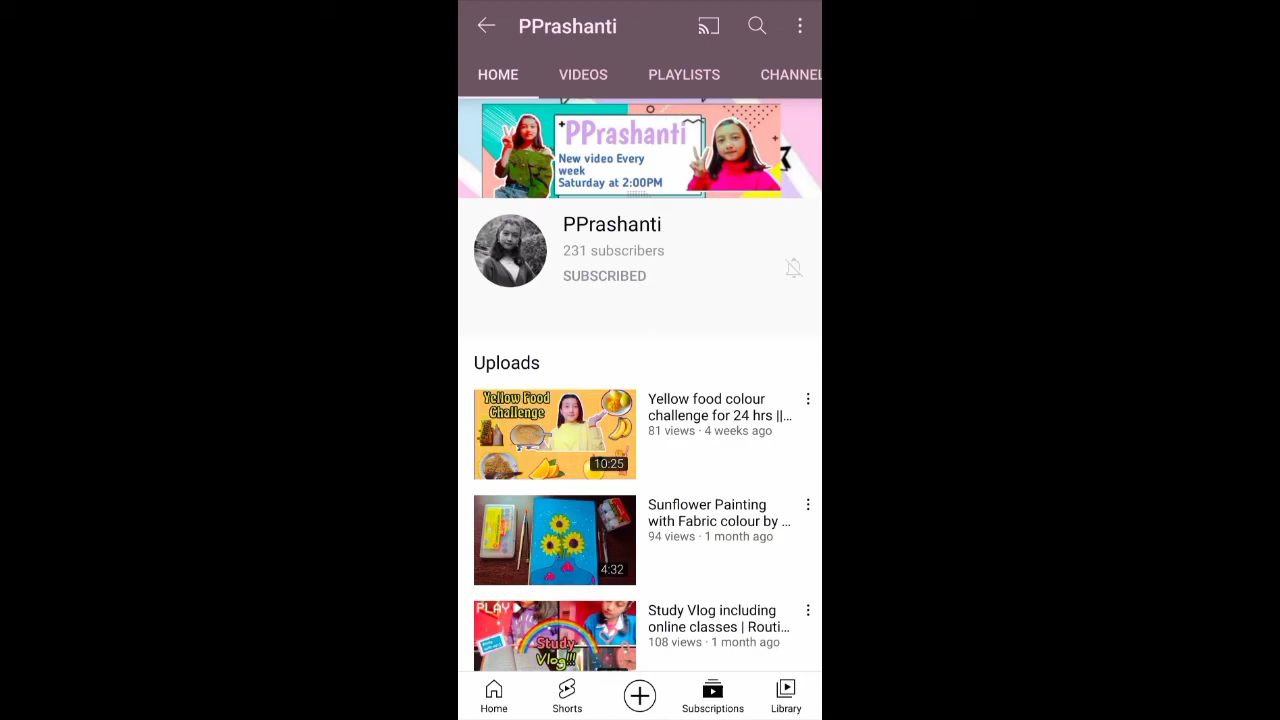 PPrashanti
HOME VIDEOS PLAYLISTS CHANNEL
PPrashanti
New video Every
week
Saturday at 2:00PM
PPrashanti
231 subscribers
SUBSCRIBED
Uploads
Yellow Food
Challenge
10:25
Yellow food colour
challenge for 24 hrs ||...
81 views · 4 weeks ago
4:32
Sunflower Painting
with Fabric colour by ...
94 views · 1 month ago
PLAY
Study
Vlog!!!
Study Vlog including
online classes | Routi...
108 views · 1 month ago
Home Shorts Subscriptions Library